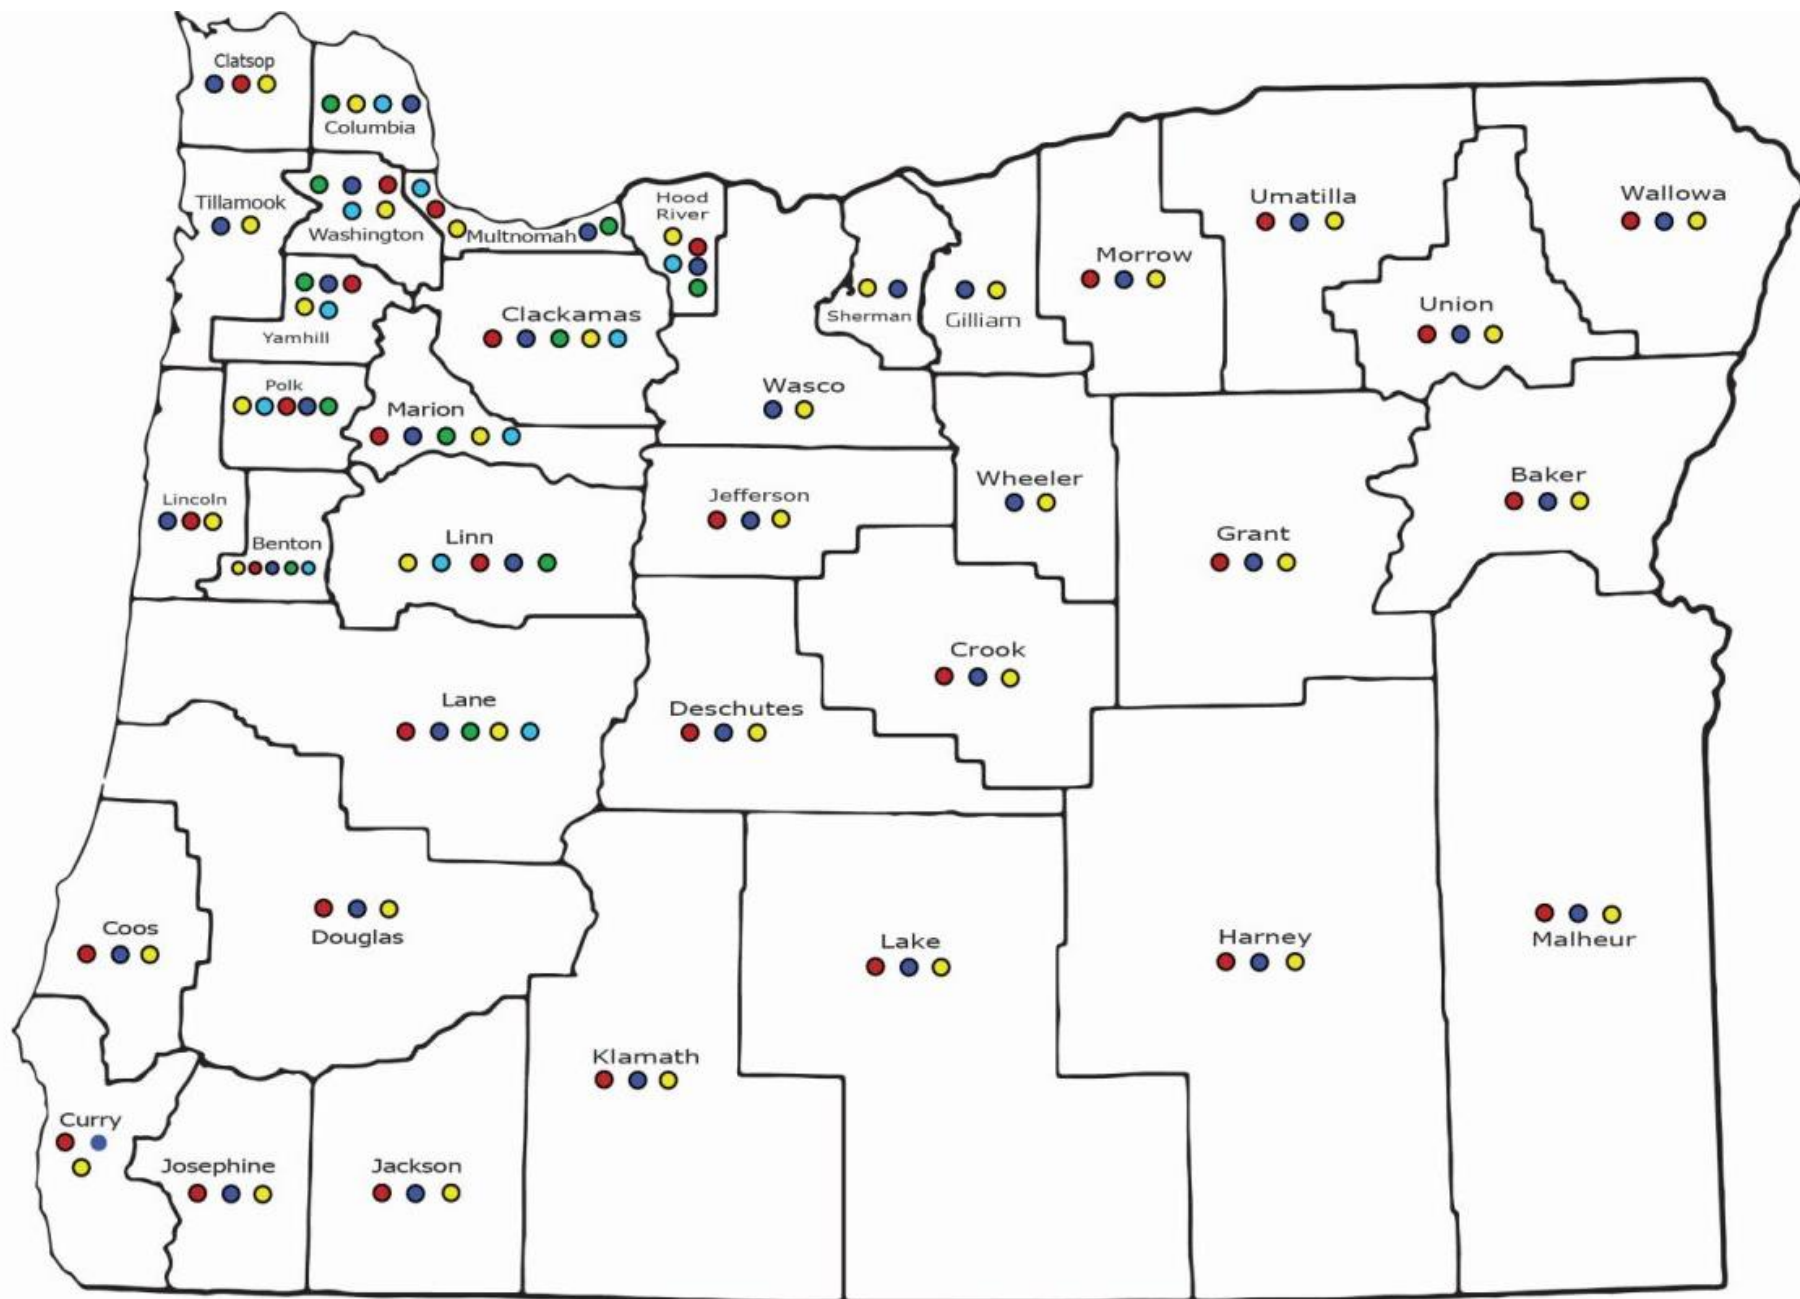 Clatsop
Columbia
Tillamook
Washington
Multnomah
Hood
River
Umatilla
Wallowa
Morrow
Yamhill
Clackamas
Sherman
Gilliam
Union
Polk
Marion
Wasco
Lincoln
Benton
Linn
Jefferson
Wheeler
Grant
Baker
Lane
Deschutes
Crook
Coos
Douglas
Lake
Harney
Malheur
Klamath
Curry
Josephine
Jackson